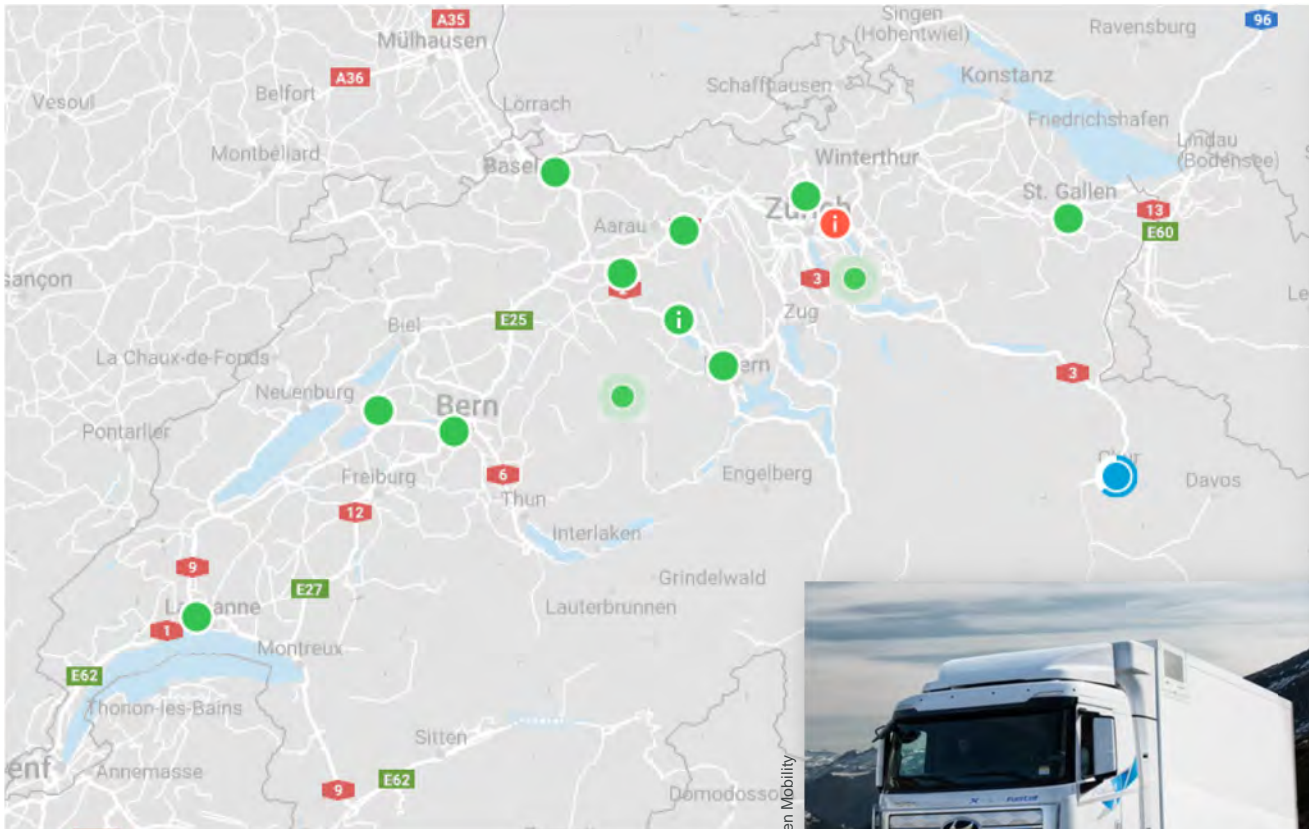 A35
Mülhausen
Singen
(Hohentwiel)
Ravensburg
96
A36
Vesoul
Belfort
Schaffhausen
Konstanz
Lörrach
Friedrichshafen
Montbéliard
Basel
Winterthur
Lindau
(Bodensee)
St. Gallen
Zürich
13
E60
Aarau
i
3
Zug
E25
Biel
i
La Chaux-de-Fonds
Neuenburg
Bern
3
Pontarlier
Freiburg
6
Engelberg
Chur
Davos
Thun
12
Interlaken
9
E27
Grindelwald
Lauterbrunnen
1
Montreux
E62
Thonon-les-Bains
Sitten
Annemasse
9
E62
en Mobility